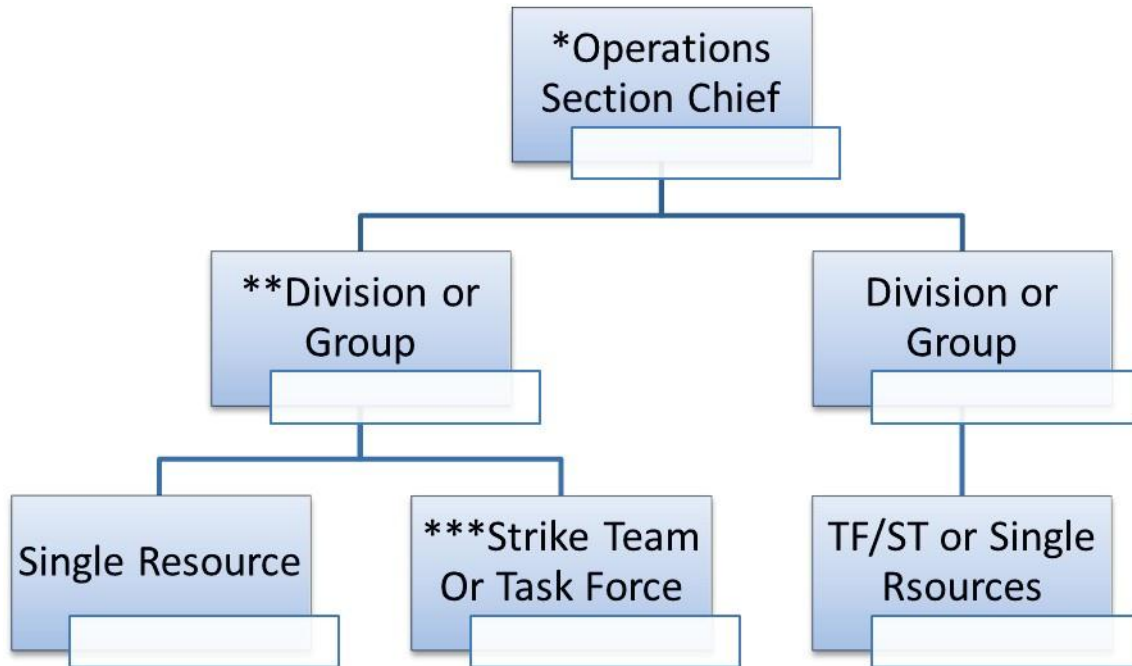 *Operations
Section Chief
**Division or
Group
Division or
Group
Single Resource
***Strike Team
Or Task Force
TF/ST or Single
Rsources